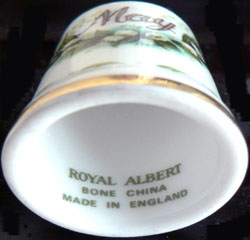 May
ROYAL ALBERT
BONE CHINA
MADE IN ENGLAND